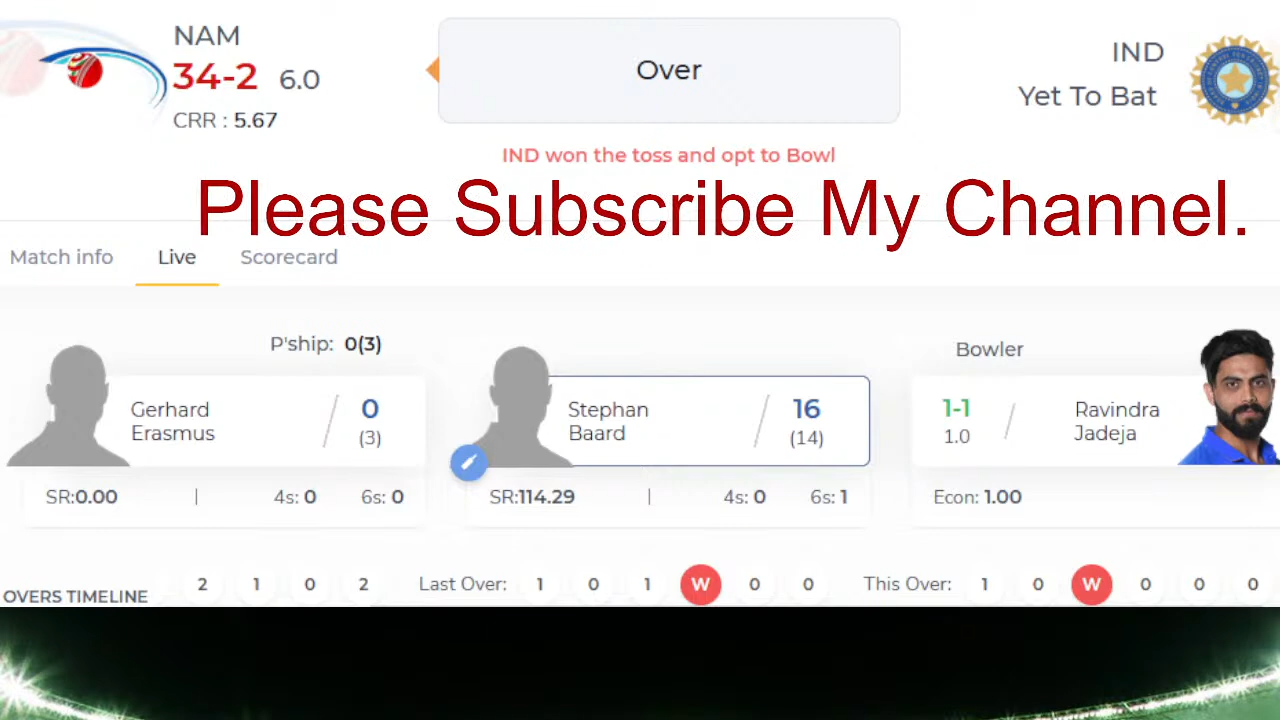 NAM
34-2 6.0
CRR : 5.67
Over
IND
Yet To Bat
IND won the toss and opt to Bowl
Please Subscribe My Channel.
Match info Live Scorecard
P'ship: 0(3)
Bowler
Gerhard Erasmus
0
(3)
Stephan Baard
16
(14)
1-1
1.0
Ravindra Jadeja
SR:0.00 | 4s: 0 6s: 0
SR:114.29 | 4s: 0 6s: 1
Econ: 1.00
OVERS TIMELINE 2 1 0 2 Last Over: 1 0 1 W 0 0 This Over: 1 0 W 0 0 0